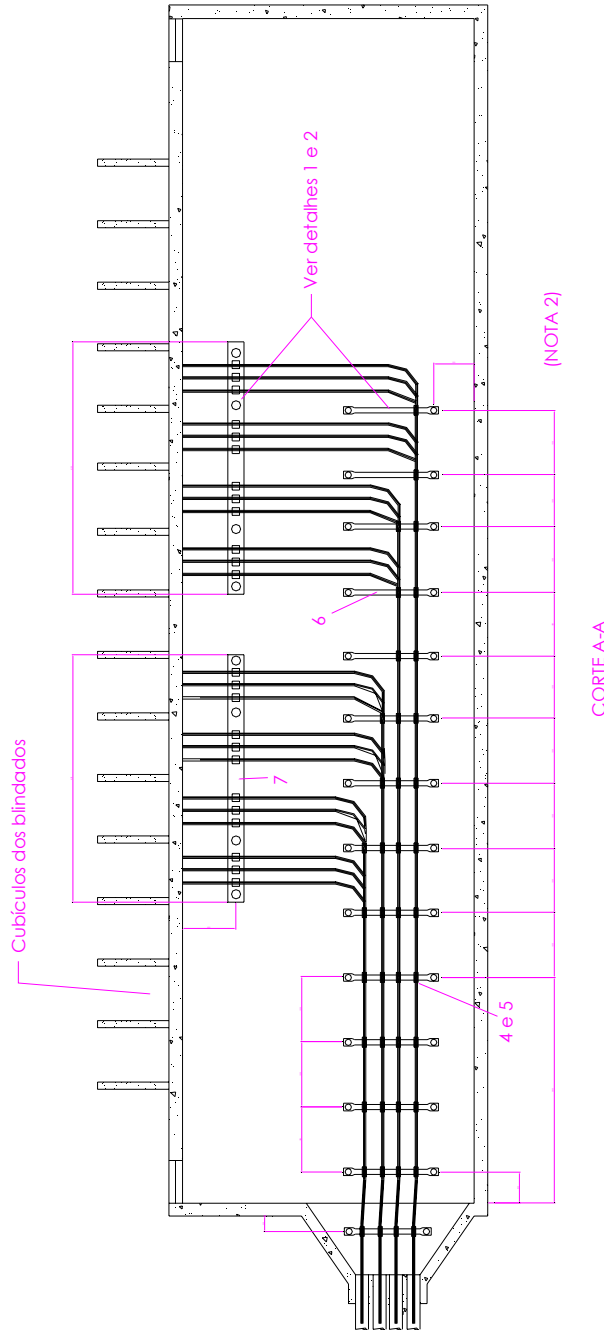 Cubículos dos blindados
Ver detalhes 1 e 2
7
6
4 e 5
(NOTA 2)
CORTE A-A